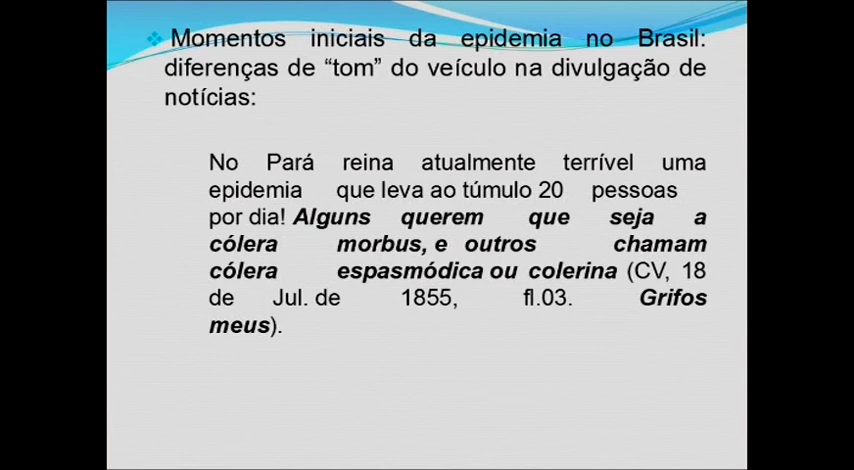 Momentos iniciais da epidemia no Brasil:
diferenças de “tom” do veículo na divulgação de
notícias:
No Pará reina atualmente terrível uma
epidemia que leva ao túmulo 20 pessoas
por dia! Alguns querem que seja a
cólera morbus, e outros chamam
cólera espasmódica ou colerina (CV, 18
de Jul. de 1855, fl.03. Grifos
meus).